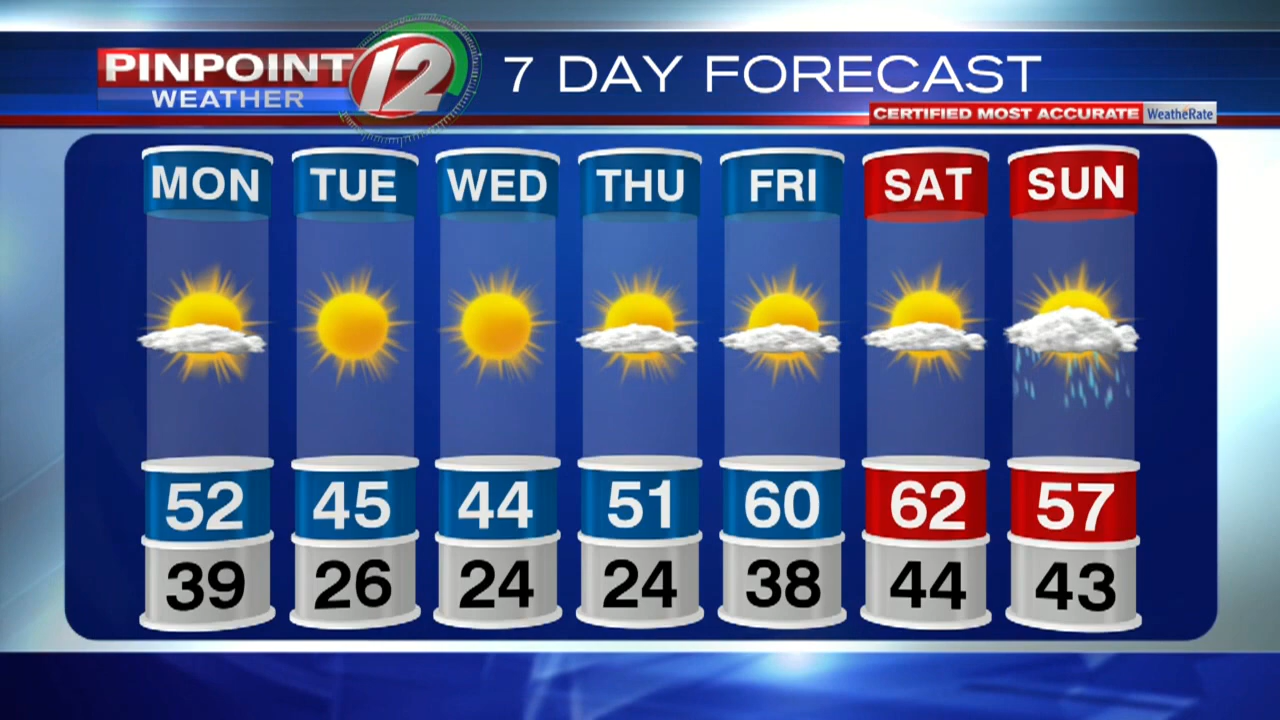 PINPOINT 12
WEATHER
7 DAY FORECAST
CERTIFIED MOST ACCURATE WeatheRate
MON TUE WED THU FRI SAT SUN
52 45 44 51 60 62 57
39 26 24 24 38 44 43